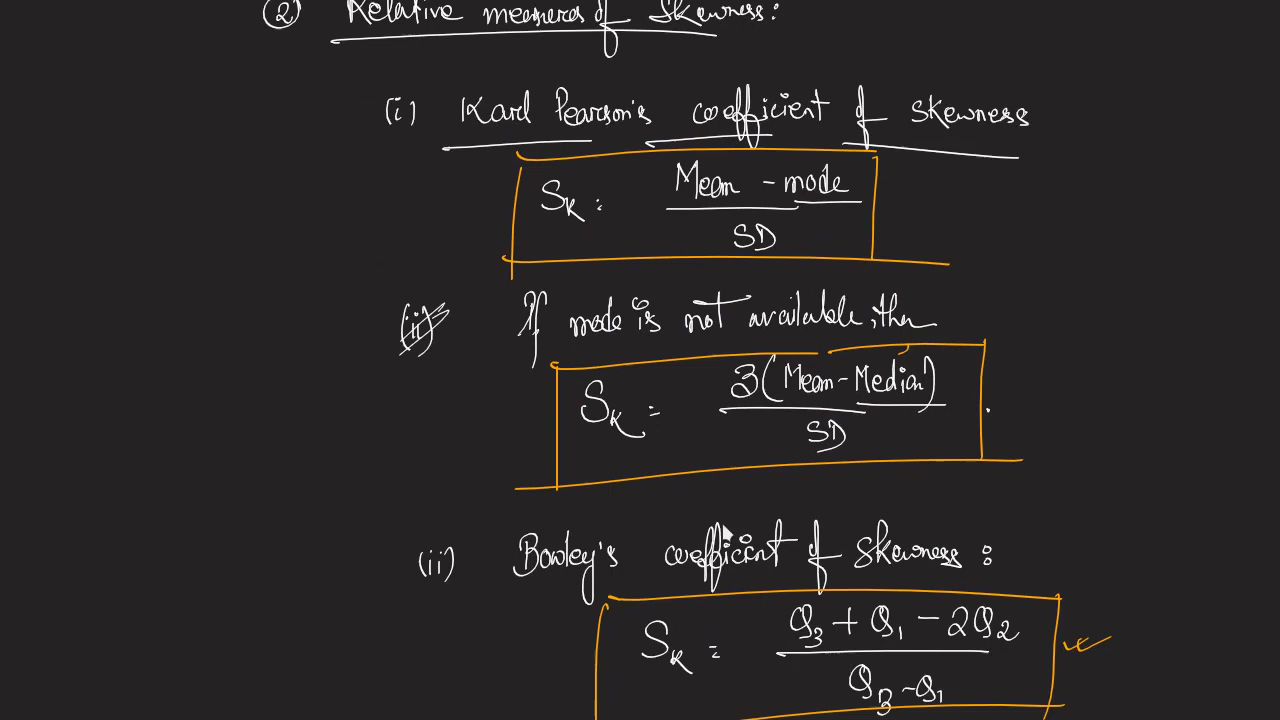 ② Relative measures of Skewness:
(i) Karl Pearson's coefficient of skewness
Sk = Mean - mode / SD
(ii) If mode is not available, then
Sk = 3(Mean - Median) / SD .
(ii) Bowley's coefficient of Skewness:
Sk = Q3 + Q1 - 2Q2 / Q3 - Q1